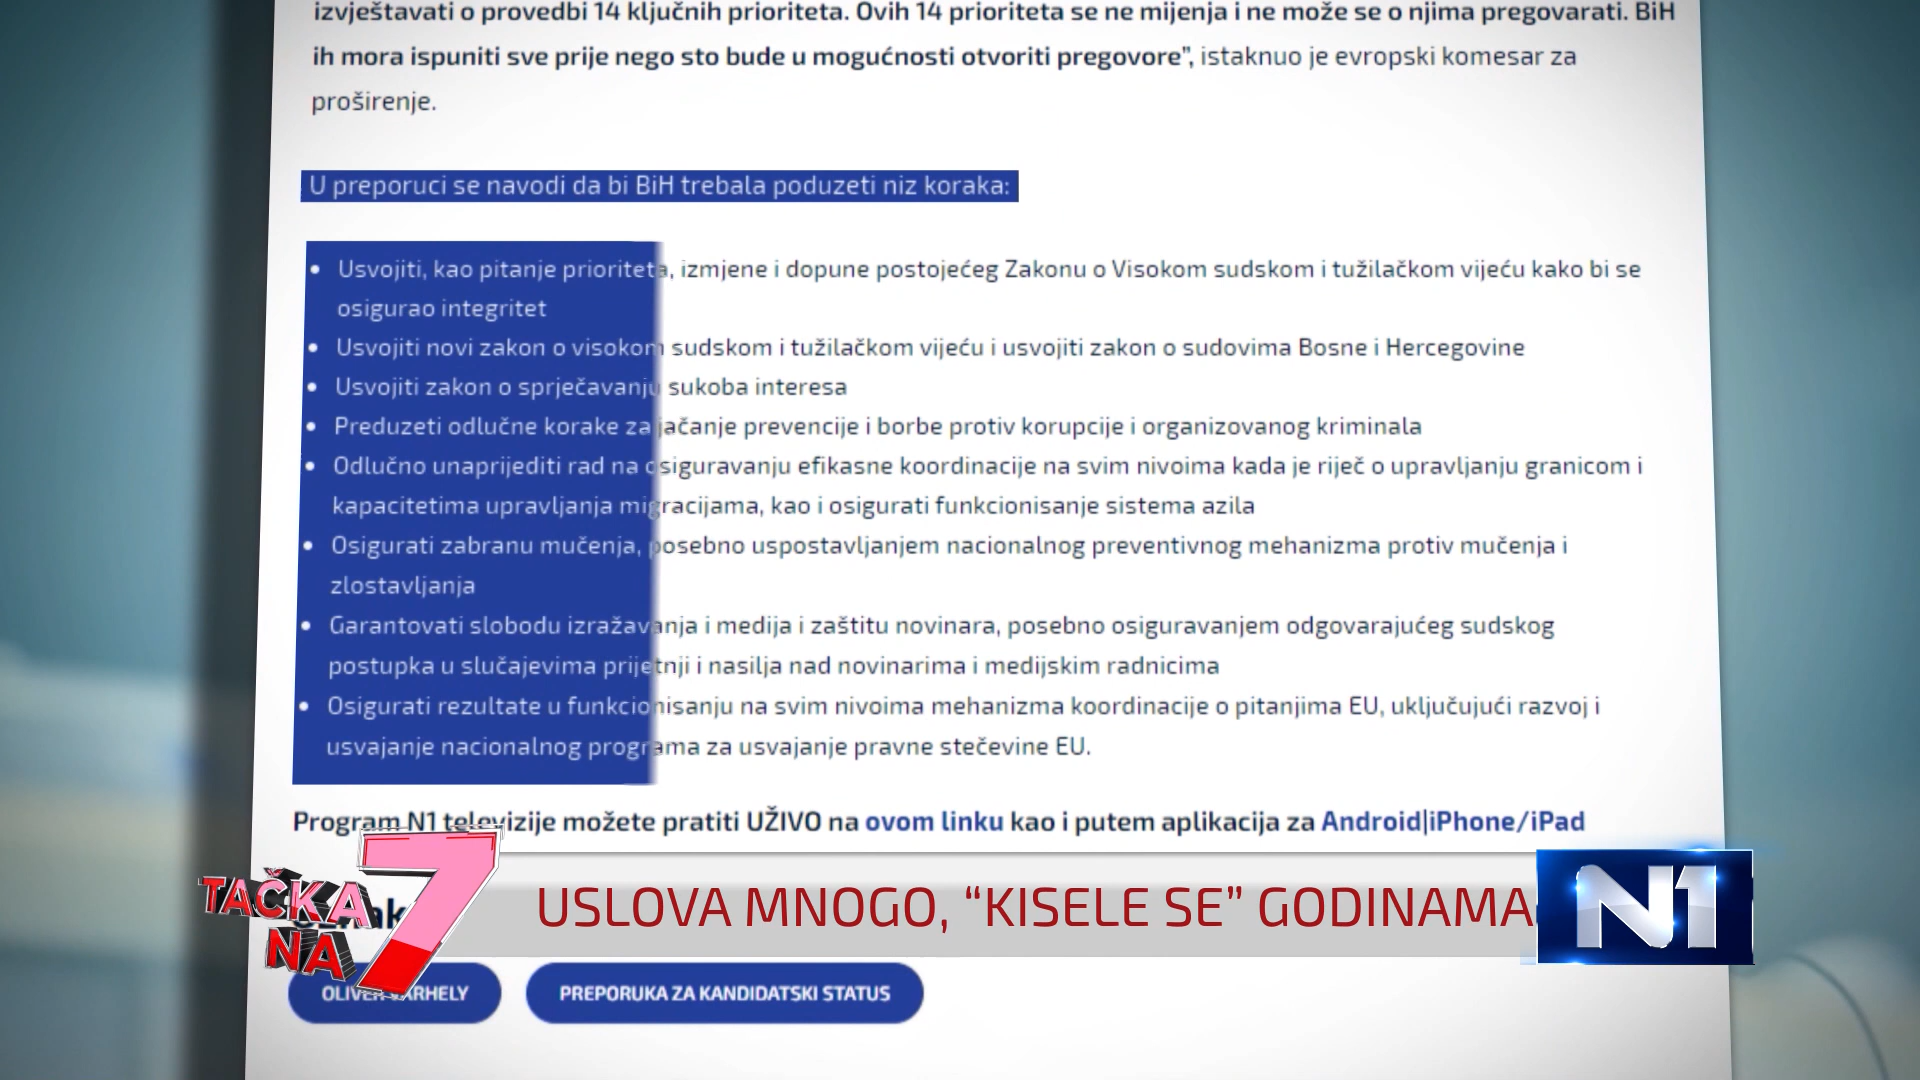 izvještavati o provedbi 14 ključnih prioriteta. Ovih 14 prioriteta se ne mijenja i ne može se o njima pregovarati. BiH
ih mora ispuniti sve prije nego sto bude u mogućnosti otvoriti pregovore”, istaknuo je evropski komesar za
proširenje.
U preporuci se navodi da bi BiH trebala poduzeti niz koraka:
• Usvojiti, kao pitanje prioriteta, izmjene i dopune postojećeg Zakonu o Visokom sudskom i tužilačkom vijeću kako bi se
osigurao integritet
• Usvojiti novi zakon o visokom sudskom i tužilačkom vijeću i usvojiti zakon o sudovima Bosne i Hercegovine
• Usvojiti zakon o sprječavanju sukoba interesa
• Preduzeti odlučne korake za jačanje prevencije i borbe protiv korupcije i organizovanog kriminala
• Odlučno unaprijediti rad na osiguravanju efikasne koordinacije na svim nivoima kada je riječ o upravljanju granicom i
kapacitetima upravljanja migracijama, kao i osigurati funkcionisanje sistema azila
• Osigurati zabranu mučenja, posebno uspostavljanjem nacionalnog preventivnog mehanizma protiv mučenja i
zlostavljanja
• Garantovati slobodu izražavanja i medija i zaštitu novinara, posebno osiguravanjem odgovarajućeg sudskog
postupka u slučajevima prijetnji i nasilja nad novinarima i medijskim radnicima
• Osigurati rezultate u funkcionisanju na svim nivoima mehanizma koordinacije o pitanjima EU, uključujući razvoj i
usvajanje nacionalnog programa za usvajanje pravne stečevine EU.
Program N1 televizije možete pratiti UŽIVO na ovom linku kao i putem aplikacija za Android|iPhone/iPad
TAČKA
NA
7
USLOVA MNOGO, “KISELE SE” GODINAMA
N1
OLIVER VARHELY
PREPORUKA ZA KANDIDATSKI STATUS